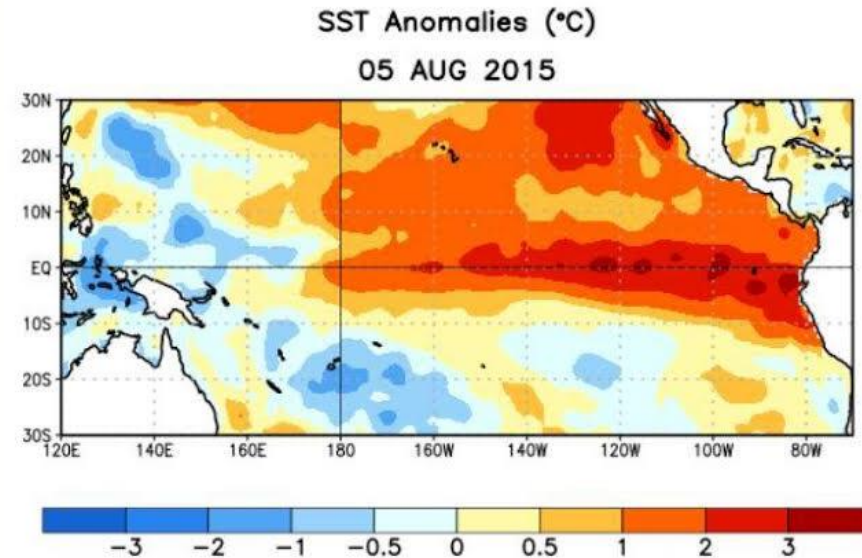 SST Anomalies (°C)
05 AUG 2015
30N
20N
10N
EQ
10S
20S
30S
120E 140E 160E 180 160W 140W 120W 100W 80W
-3 -2 -1 -0.5 0 0.5 1 2 3